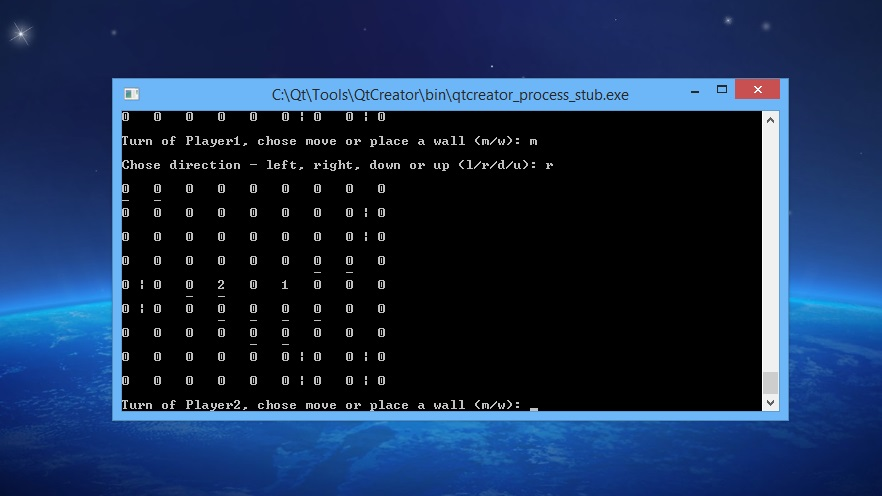 C:\Qt\Tools\QtCreator\bin\qtcreator_process_stub.exe
0 0 0 0 0 0 ¦ 0 0 ¦ 0
Turn of Player1, chose move or place a wall (m/w): m
Chose direction - left, right, down or up (l/r/d/u): r
0 0 0 0 0 0 0 0 0
_ _
0 0 0 0 0 0 0 0 ¦ 0
0 0 0 0 0 0 0 0 ¦ 0
0 0 0 0 0 0 0 0 0
_ _
0 ¦ 0 0 2 0 1 0 0 0
_ _
0 ¦ 0 0 0 0 0 0 0 0
_ _ _ _
0 0 0 0 0 0 0 0 0
_ _
0 0 0 0 0 0 ¦ 0 0 ¦ 0
0 0 0 0 0 0 ¦ 0 0 ¦ 0
Turn of Player2, chose move or place a wall (m/w): _